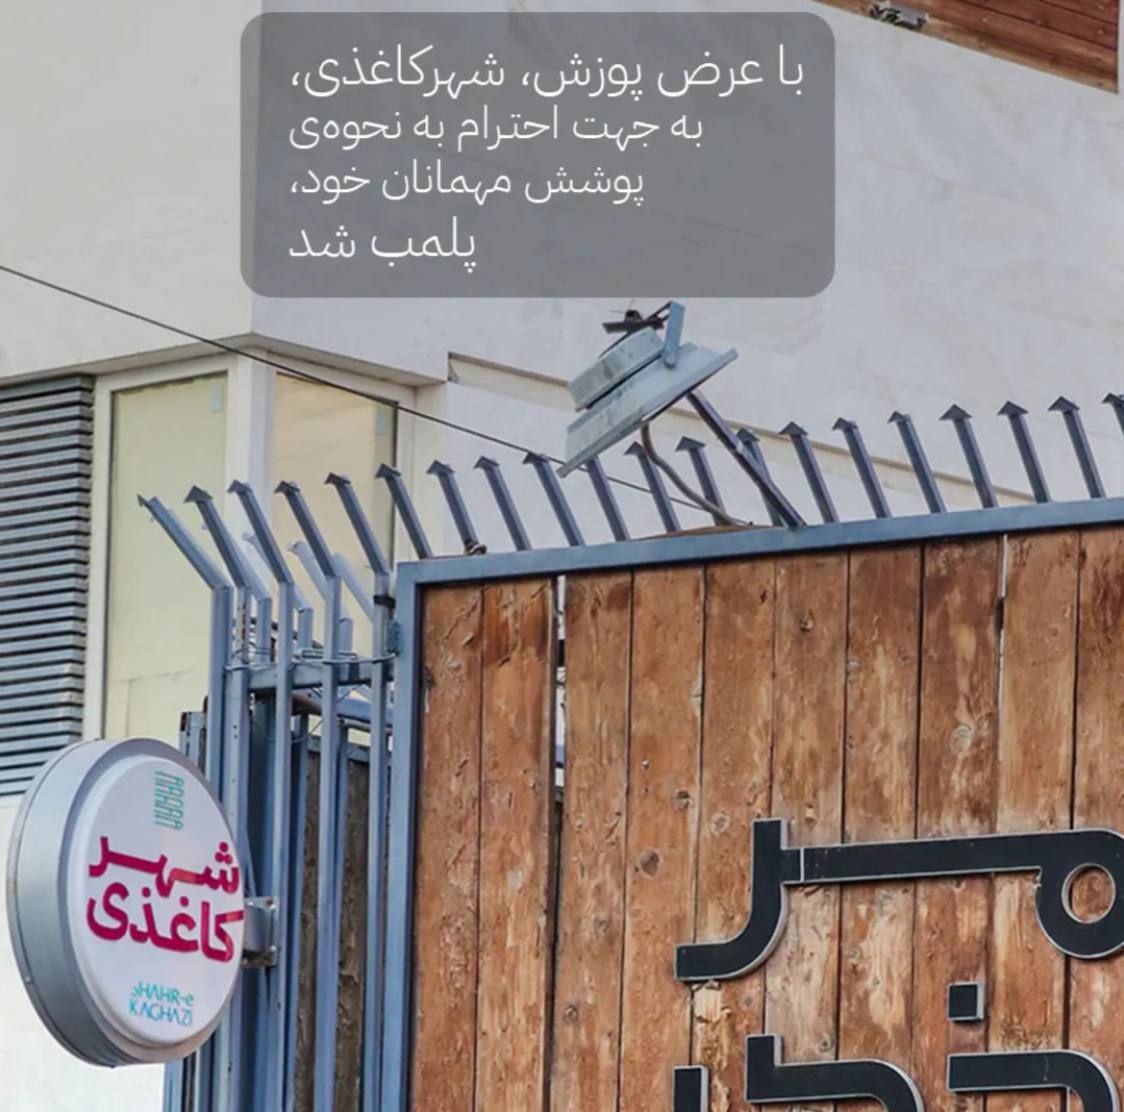 با عرض پوزش، شهرکاغذی،
به جهت احترام به نحوه‌ی
پوشش مهمانان خود،
پلمب شد
شهر
کاغذی
SHAHR-e
KAGHAZI